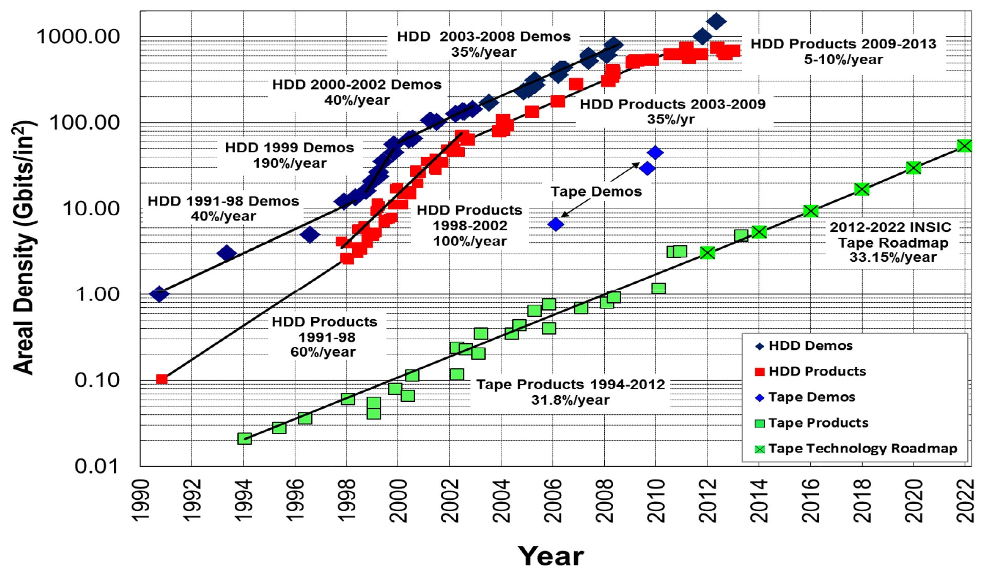 1000.00
100.00
10.00
1.00
0.10
0.01
Areal Density (Gbits/in²)
HDD 2003-2008 Demos
35%/year
HDD Products 2009-2013
5-10%/year
HDD 2000-2002 Demos
40%/year
HDD Products 2003-2009
35%/yr
HDD 1999 Demos
190%/year
Tape Demos
HDD 1991-98 Demos
40%/year
HDD Products
1998-2002
100%/year
2012-2022 INSIC
Tape Roadmap
33.15%/year
HDD Products
1991-98
60%/year
Tape Products 1994-2012
31.8%/year
HDD Demos
HDD Products
Tape Demos
Tape Products
Tape Technology Roadmap
1990
1992
1994
1996
1998
2000
2002
2004
2006
2008
2010
2012
2014
2016
2018
2020
2022
Year